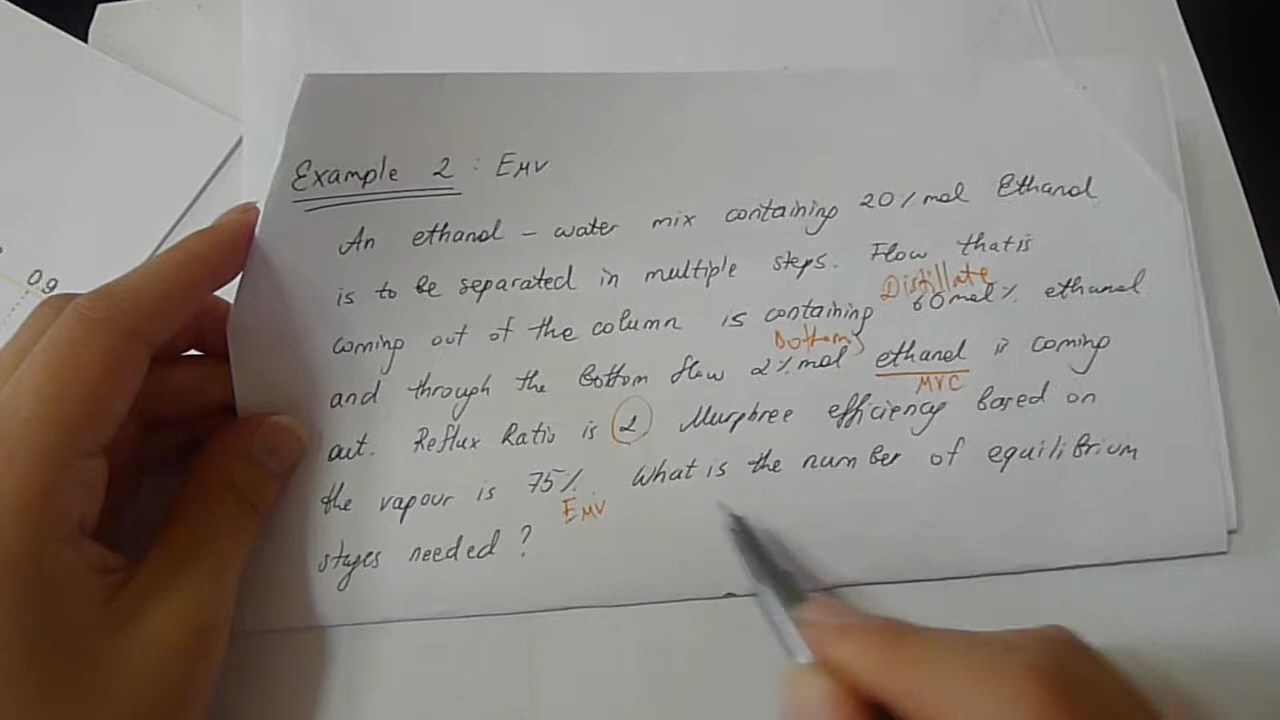 Example 2 : EMV
An ethanol - water mix containing 20% mol Ethanol
is to be separated in multiple steps. Flow that is
Distillate
coming out of the column is containing 60mol% ethanol
Bottoms
and through the bottom flow 2%mol ethanol is coming
MVC
out. Reflux Ratio is 2 Murphree efficiency based on
the vapour is 75%. What is the number of equilibrium
EMV
stages needed ?
0.9